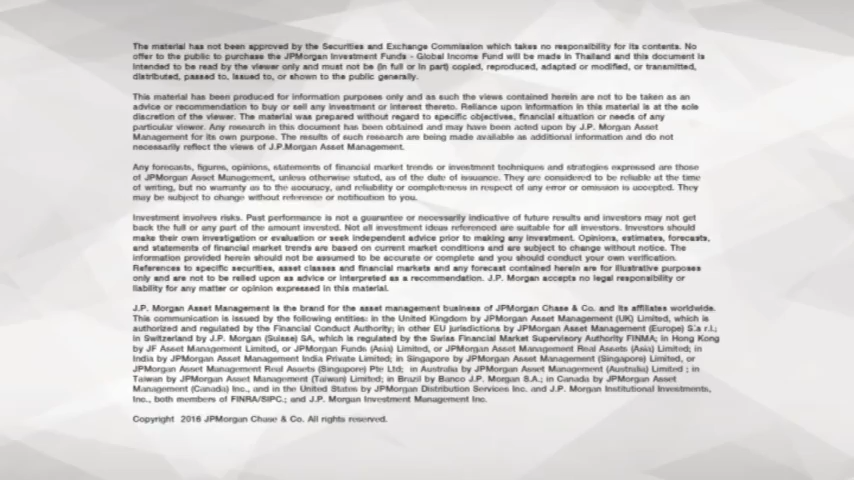 The material has not been approved by the Securities and Exchange Commission which takes no responsibility for its contents. No
offer to the public to purchase the JPMorgan Investment Funds - Global Income Fund will be made in Thailand and this document is
intended to be read by the viewer only and must not be (in full or in part) copied, reproduced, adapted or modified, or transmitted,
distributed, passed to, issued to, or shown to the public generally.
This material has been produced for information purposes only and as such the views contained herein are not to be taken as an
advice or recommendation to buy or sell any investment or interest thereto. Reliance upon information in this material is at the sole
discretion of the viewer. The material was prepared without regard to specific objectives, financial situation or needs of any
particular viewer. Any research in this document has been obtained and may have been acted upon by J.P. Morgan Asset
Management for its own purpose. The results of such research are being made available as additional information and do not
necessarily reflect the views of J.P.Morgan Asset Management.
Any forecasts, figures, opinions, statements of financial market trends or investment techniques and strategies expressed are those
of JPMorgan Asset Management, unless otherwise stated, as of the date of issuance. They are considered to be reliable at the time
of writing, but no warranty as to the accuracy, and reliability or completeness in respect of any error or omission is accepted. They
may be subject to change without reference or notification to you.
Investment involves risks. Past performance is not a guarantee or necessarily indicative of future results and investors may not get
back the full or any part of the amount invested. Not all investment ideas referenced are suitable for all investors. Investors should
make their own investigation or evaluation or seek independent advice prior to making any investment. Opinions, estimates, forecasts,
and statements of financial market trends are based on current market conditions and are subject to change without notice. The
information provided herein should not be assumed to be accurate or complete and you should conduct your own verification.
References to specific securities, asset classes and financial markets and any forecast contained herein are for illustrative purposes
only and are not to be relied upon as advice or interpreted as a recommendation. J.P. Morgan accepts no legal responsibility or
liability for any matter or opinion expressed in this material.
J.P. Morgan Asset Management is the brand for the asset management business of JPMorgan Chase & Co. and its affiliates worldwide.
This communication is issued by the following entities: in the United Kingdom by JPMorgan Asset Management (UK) Limited, which is
authorized and regulated by the Financial Conduct Authority; in other EU jurisdictions by JPMorgan Asset Management (Europe) S.à r.l.;
in Switzerland by J.P. Morgan (Suisse) SA, which is regulated by the Swiss Financial Market Supervisory Authority FINMA; in Hong Kong
by JF Asset Management Limited, or JPMorgan Funds (Asia) Limited, or JPMorgan Asset Management Real Assets (Asia) Limited; in
India by JPMorgan Asset Management India Private Limited; in Singapore by JPMorgan Asset Management (Singapore) Limited, or
JPMorgan Asset Management Real Assets (Singapore) Pte Ltd; in Australia by JPMorgan Asset Management (Australia) Limited ; in
Taiwan by JPMorgan Asset Management (Taiwan) Limited; in Brazil by Banco J.P. Morgan S.A.; in Canada by JPMorgan Asset
Management (Canada) Inc., and in the United States by JPMorgan Distribution Services Inc. and J.P. Morgan Institutional Investments,
Inc., both members of FINRA/SIPC.; and J.P. Morgan Investment Management Inc.
Copyright 2016 JPMorgan Chase & Co. All rights reserved.